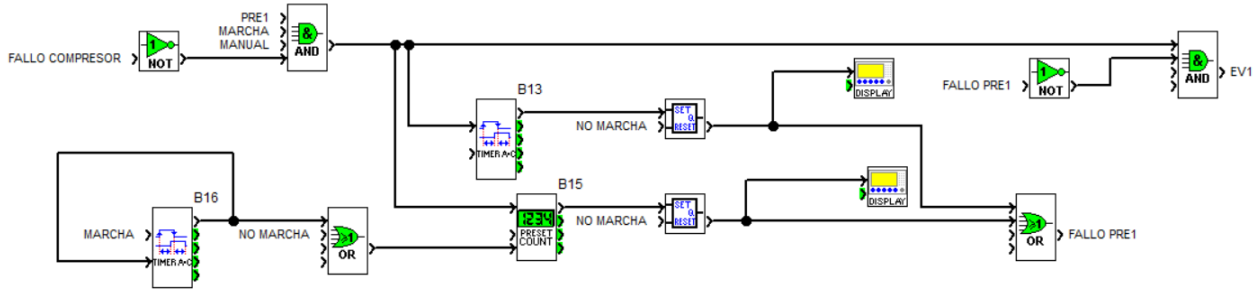 PRE1
MARCHA
MANUAL
FALLO COMPRESOR
1
NOT
&
AND
B13
TIMER A+C
NO MARCHA
SET
Q
RESET
DISPLAY
FALLO PRE1
1
NOT
&
AND
EV1
B16
MARCHA
TIMER A+C
NO MARCHA
≥1
OR
B15
1234
PRESET
COUNT
NO MARCHA
SET
Q
RESET
DISPLAY
≥1
OR
FALLO PRE1